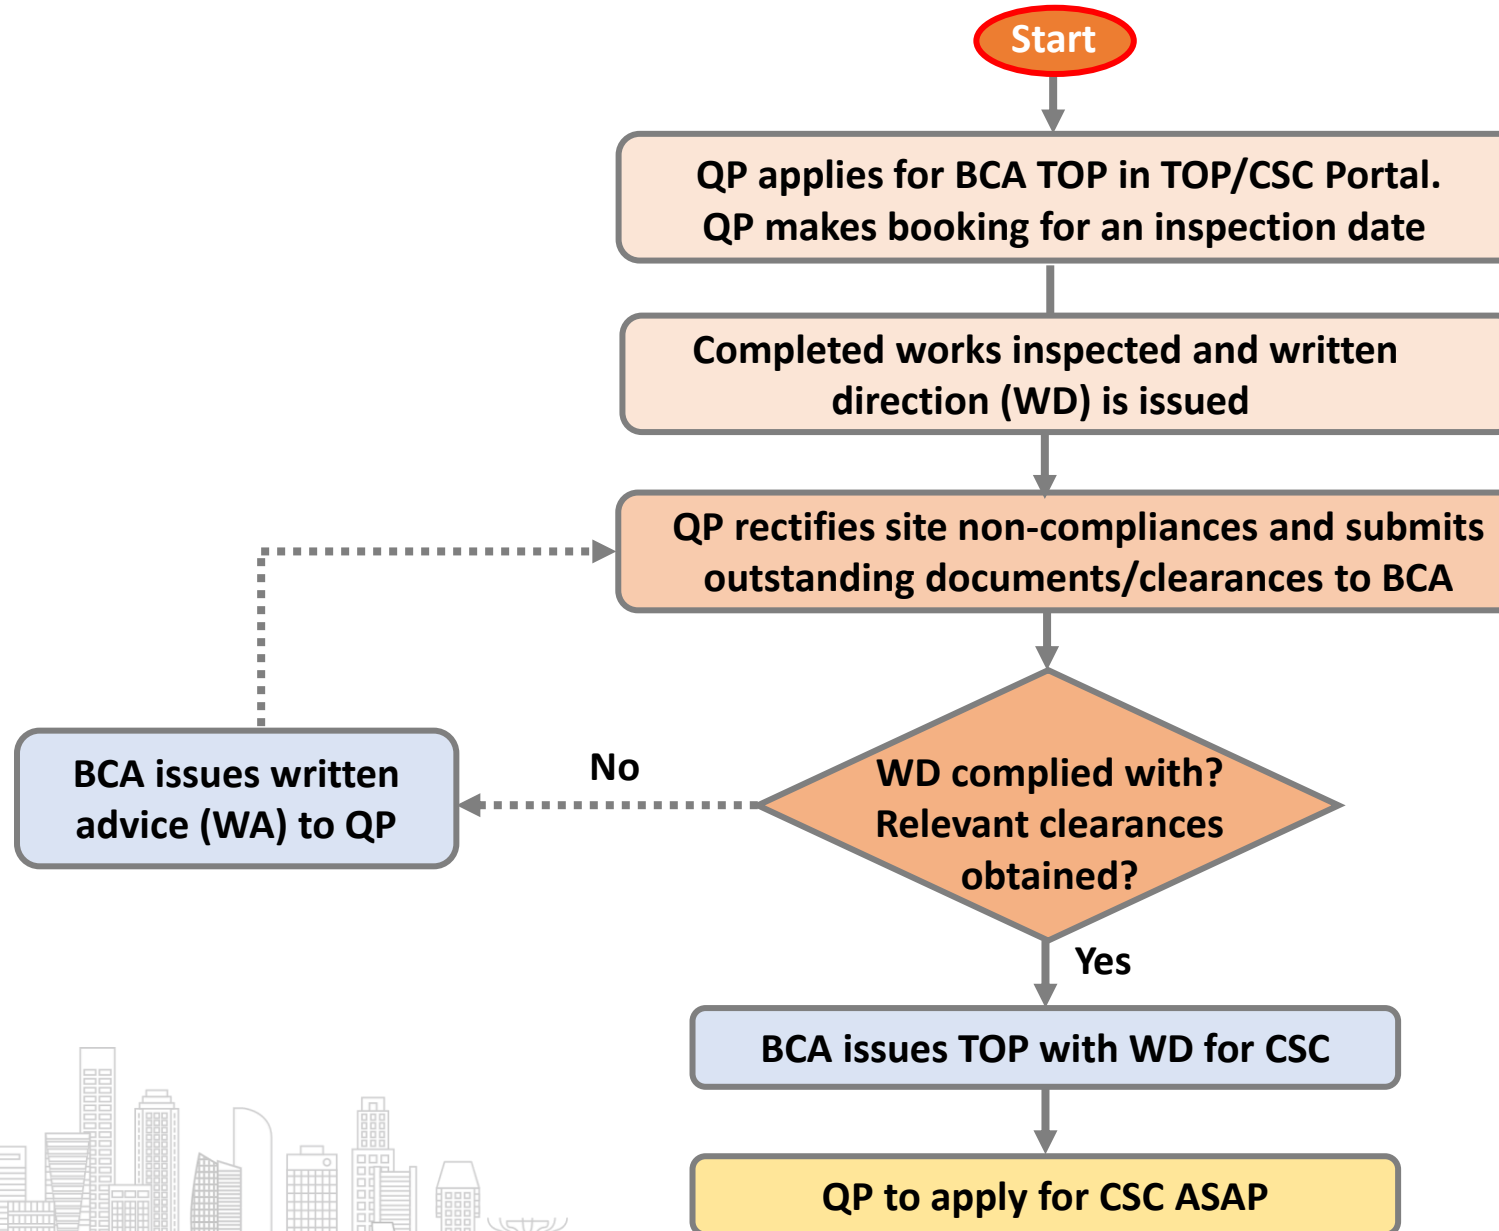 Start
QP applies for BCA TOP in TOP/CSC Portal.
QP makes booking for an inspection date
Completed works inspected and written
direction (WD) is issued
QP rectifies site non-compliances and submits
outstanding documents/clearances to BCA
No
BCA issues written
advice (WA) to QP
WD complied with?
Relevant clearances
obtained?
Yes
BCA issues TOP with WD for CSC
QP to apply for CSC ASAP